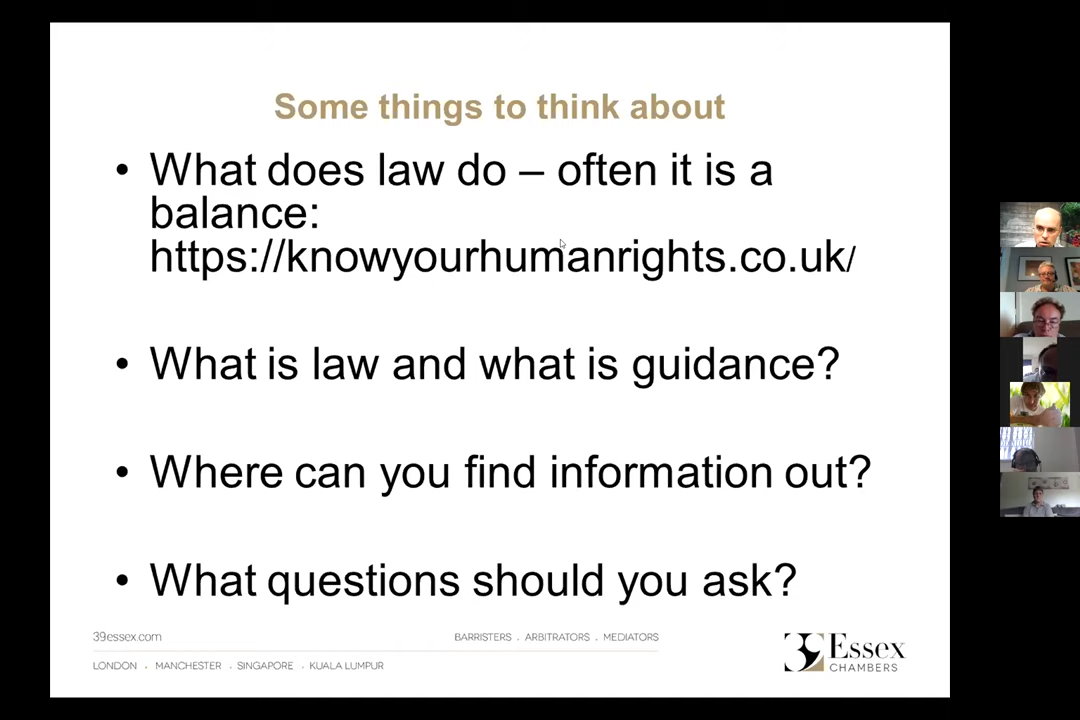 Some things to think about
• What does law do – often it is a
balance:
https://knowyourhumanrights.co.uk/
• What is law and what is guidance?
• Where can you find information out?
• What questions should you ask?
39essex.com
BARRISTERS . ARBITRATORS . MEDIATORS
LONDON . MANCHESTER . SINGAPORE . KUALA LUMPUR
39 Essex
CHAMBERS